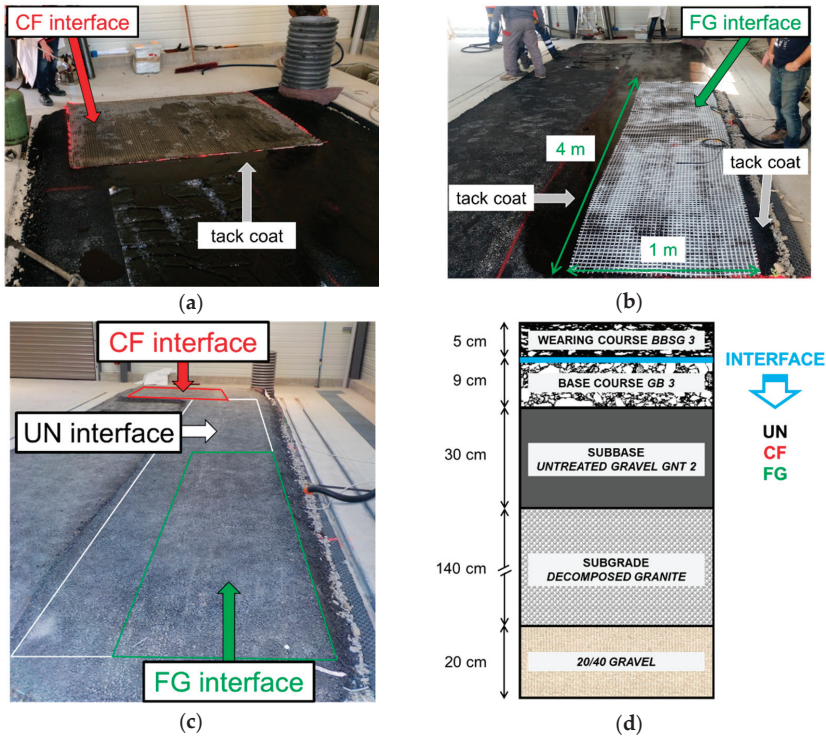 CF interface
tack coat
(a)
FG interface
4 m
tack coat
tack coat
1 m
(b)
CF interface
UN interface
FG interface
(c)
5 cm
WEARING COURSE BBSG 3
INTERFACE
9 cm
BASE COURSE GB 3
UN
CF
FG
30 cm
SUBBASE
UNTREATED GRAVEL GNT 2
140 cm
SUBGRADE
DECOMPOSED GRANITE
20 cm
20/40 GRAVEL
(d)